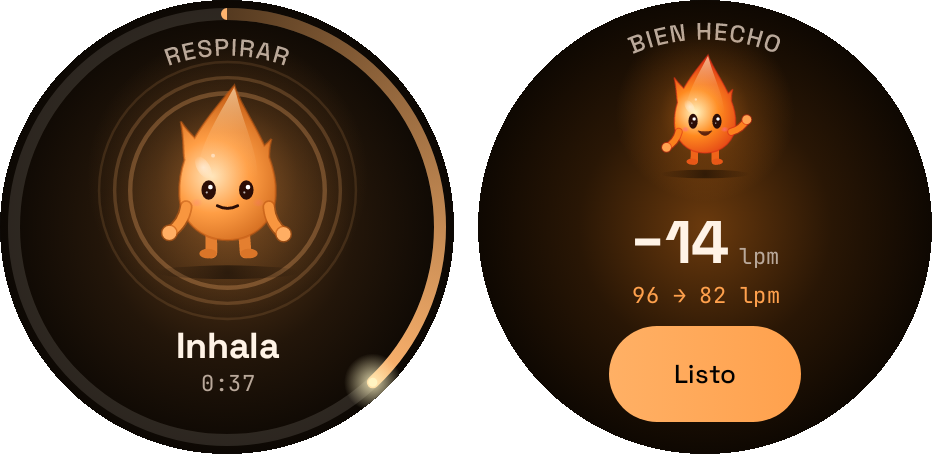 RESPIRAR
Inhala
0:37
BIEN HECHO
-14 lpm
96 → 82 lpm
Listo